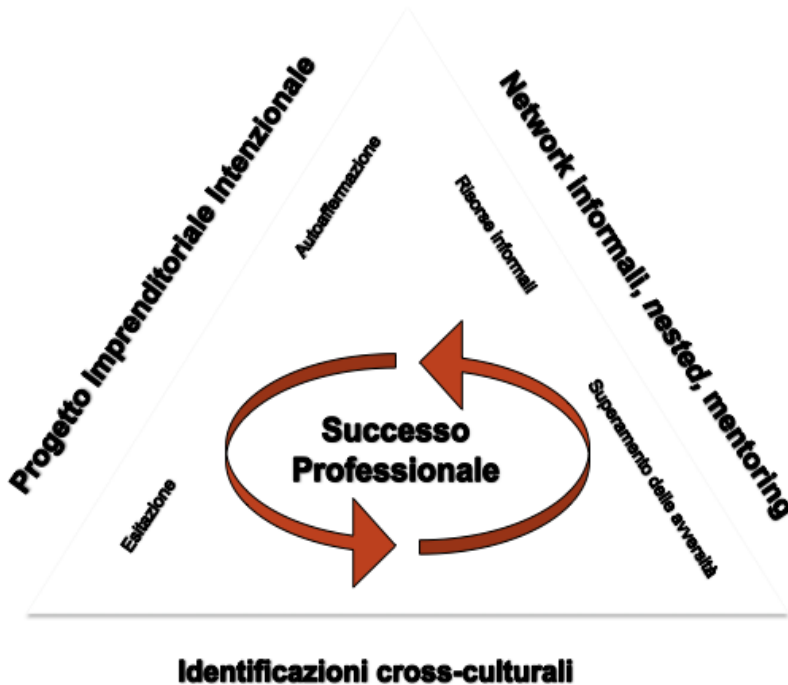 Progetto Imprenditoriale Intenzionale
Network informali, nested, mentoring
Autoaffermazione
Risorse informali
Successo
Professionale
Esitazione
Superamento delle avversità
Identificazioni cross-culturali